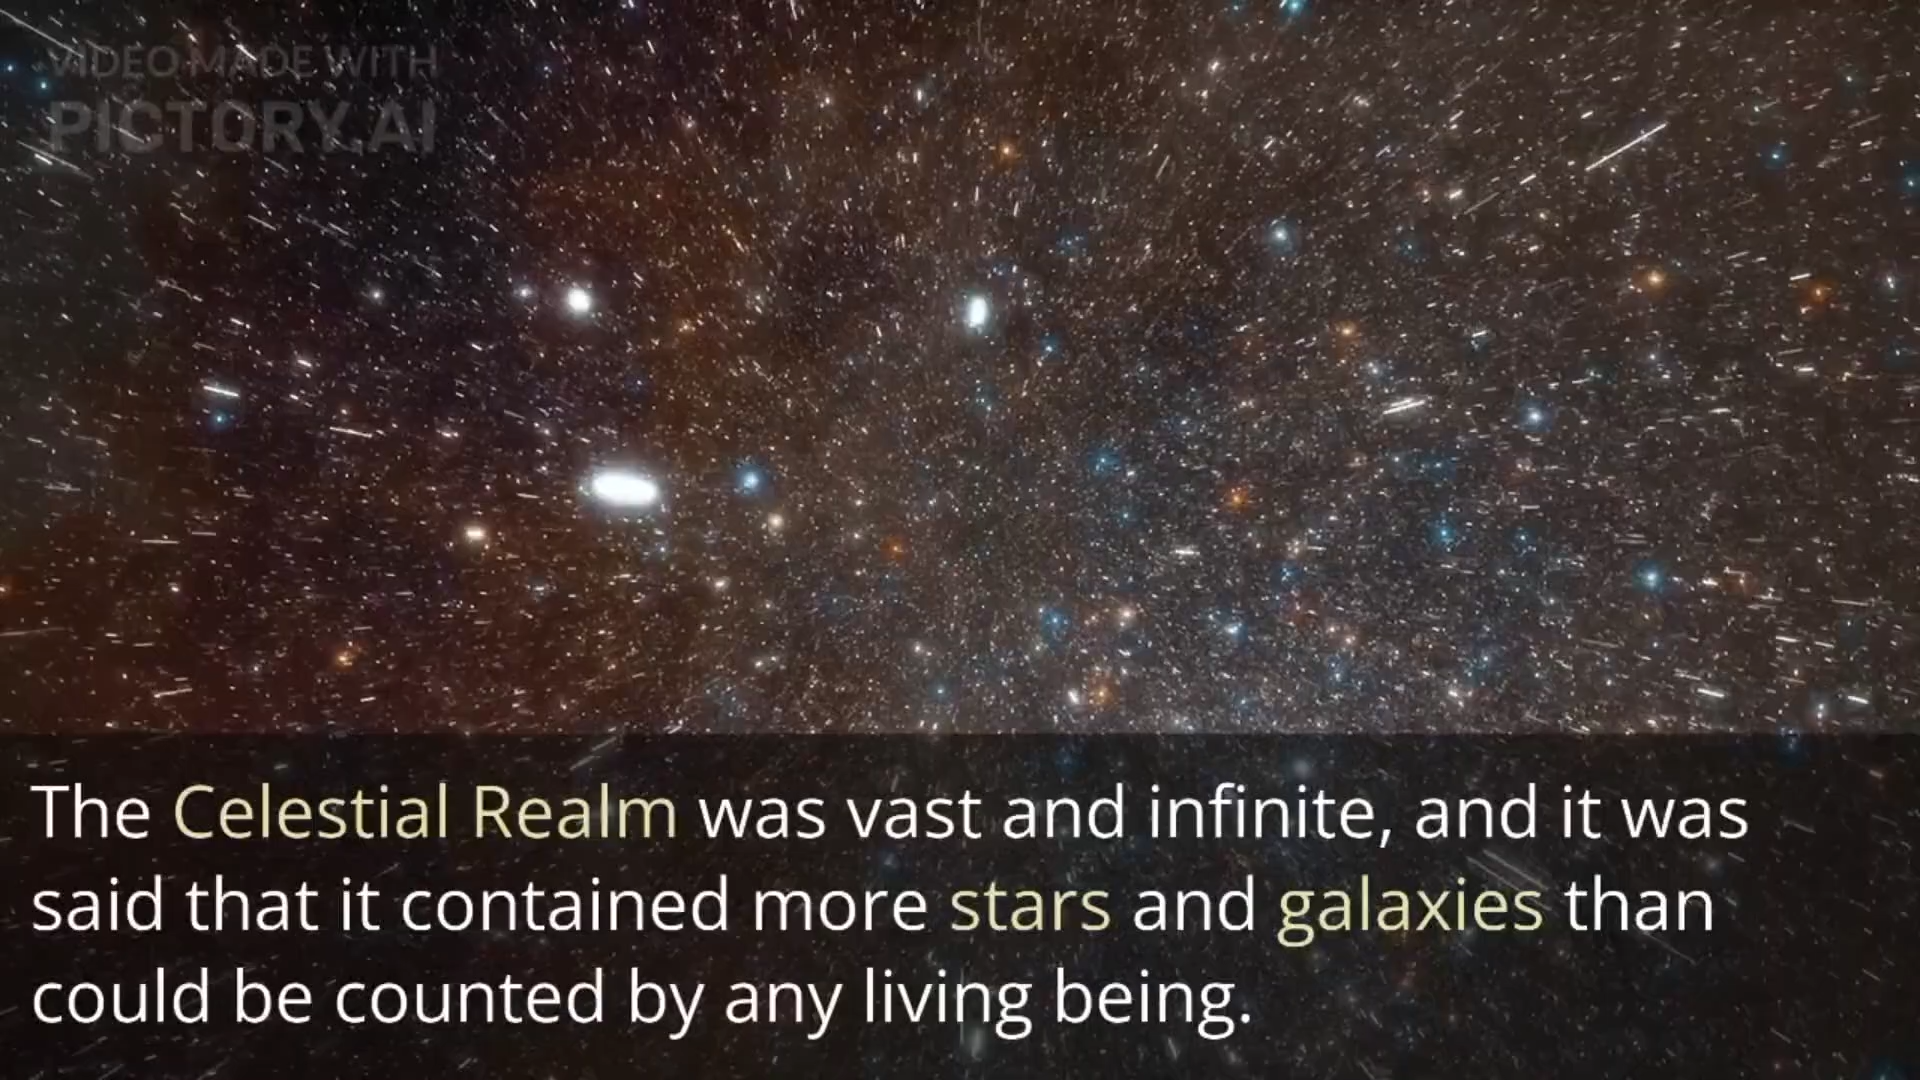 VIDEO MADE WITH
PICTORY.AI
The Celestial Realm was vast and infinite, and it was
said that it contained more stars and galaxies than
could be counted by any living being.